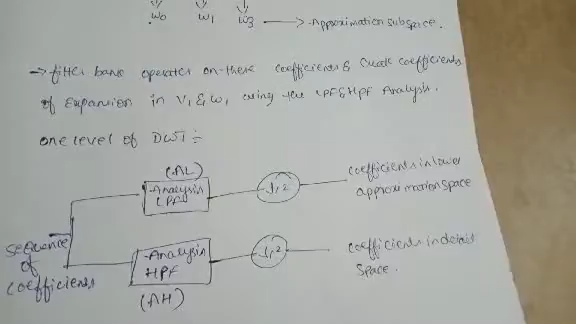 W0 W1 W3 → Approximation subspace.
→ filter bank operates on these coefficients & create coefficients
of expansion in V1 & W1 using the LPF & HPF Analysis.
one level of DWT :-
(AL)
Analysis
LPF
↓2
coefficients in lower
approximation space
sequence
of
coefficients
Analysis
HPF
↓2
coefficients in detail
space.
(AH)